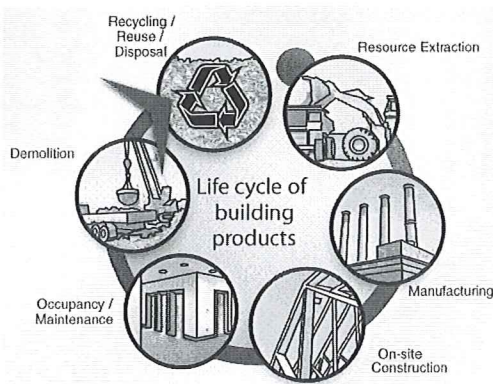 Recycling /
Reuse /
Disposal
Resource Extraction
Demolition
Life cycle of
building
products
Manufacturing
Occupancy /
Maintenance
On-site
Construction